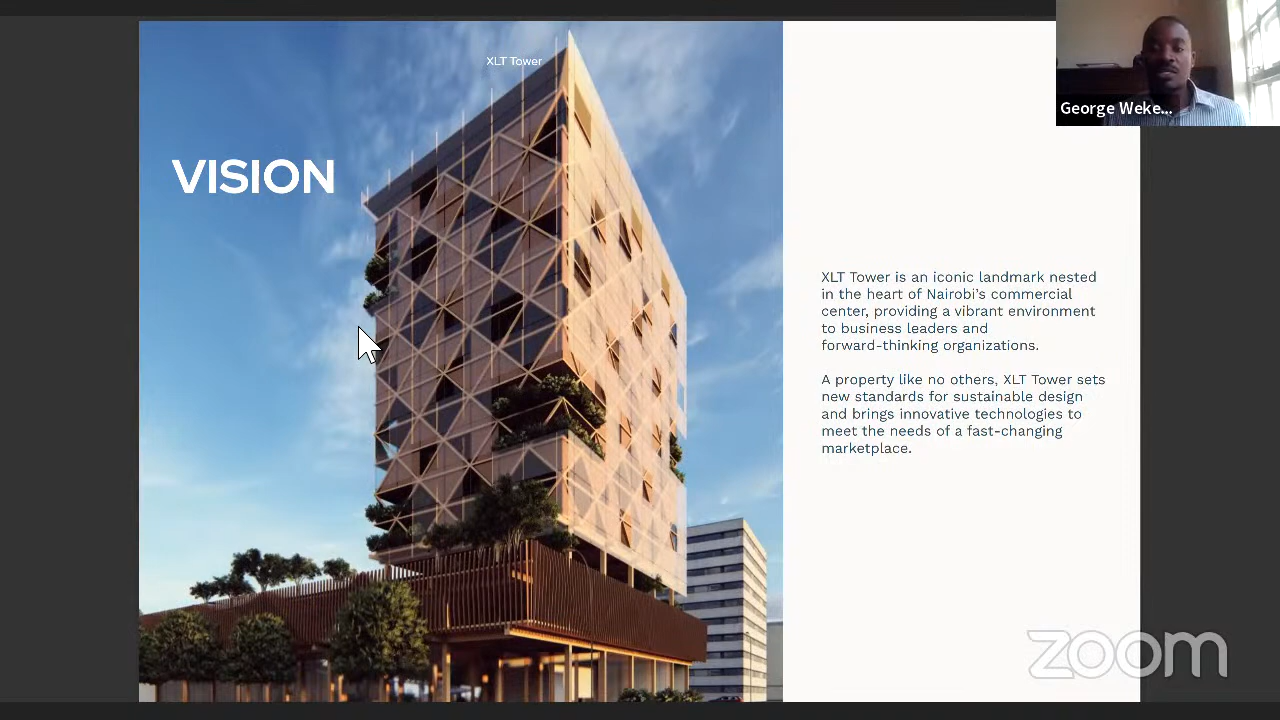 XLT Tower
VISION
George Weke...
XLT Tower is an iconic landmark nested
in the heart of Nairobi's commercial
center, providing a vibrant environment
to business leaders and
forward-thinking organizations.
A property like no others, XLT Tower sets
new standards for sustainable design
and brings innovative technologies to
meet the needs of a fast-changing
marketplace.
zoom